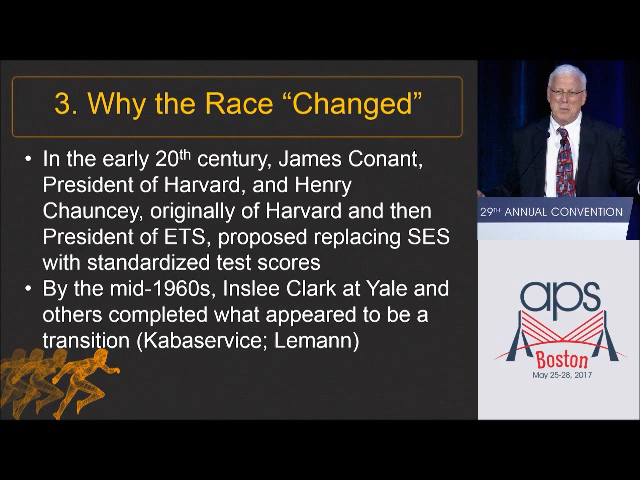 3. Why the Race “Changed”
• In the early 20th century, James Conant,
President of Harvard, and Henry
Chauncey, originally of Harvard and then
President of ETS, proposed replacing SES
with standardized test scores
• By the mid-1960s, Inslee Clark at Yale and
others completed what appeared to be a
transition (Kabaservice; Lemann)
29TH ANNUAL CONVENTION
aps
Boston
May 25-28, 2017